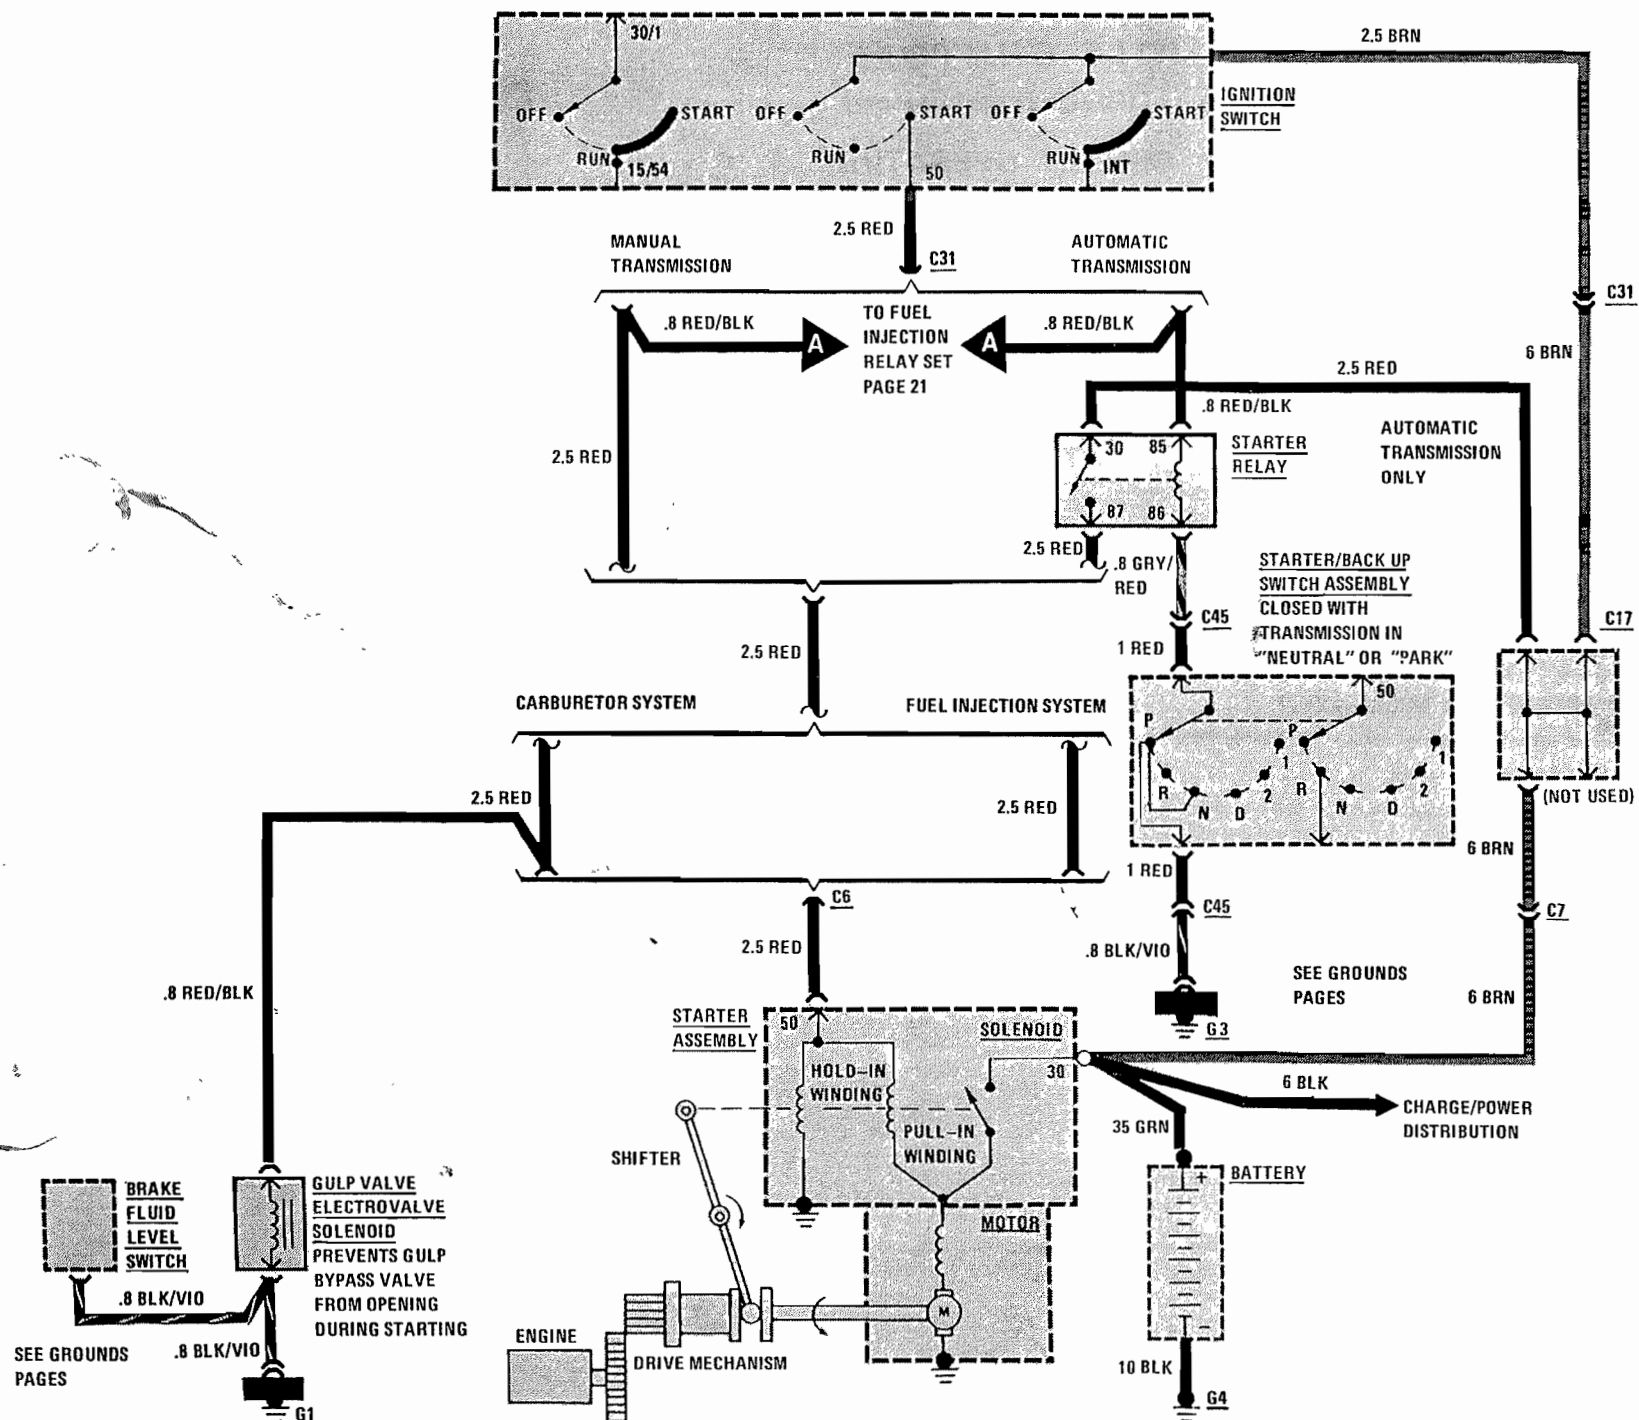 30/1
2.5 BRN
OFF
START
OFF
START
OFF
START
IGNITION
SWITCH
RUN
RUN
RUN
15/54
50
INT
2.5 RED
C31
MANUAL
TRANSMISSION
AUTOMATIC
TRANSMISSION
C31
.8 RED/BLK
A
TO FUEL
INJECTION
RELAY SET
PAGE 21
A
.8 RED/BLK
6 BRN
2.5 RED
.8 RED/BLK
2.5 RED
30
85
87
86
STARTER
RELAY
AUTOMATIC
TRANSMISSION
ONLY
2.5 RED
.8 GRY/
RED
STARTER/BACK UP
SWITCH ASSEMBLY
CLOSED WITH
TRANSMISSION IN
"NEUTRAL" OR "PARK"
C45
C17
2.5 RED
1 RED
CARBURETOR SYSTEM
FUEL INJECTION SYSTEM
50
P
R
N
D
2
1
P
R
N
D
2
1
(NOT USED)
2.5 RED
2.5 RED
6 BRN
1 RED
C6
C45
C7
2.5 RED
.8 BLK/VIO
SEE GROUNDS
PAGES
6 BRN
.8 RED/BLK
G3
STARTER
ASSEMBLY
50
SOLENOID
30
HOLD-IN
WINDING
PULL-IN
WINDING
6 BLK
CHARGE/POWER
DISTRIBUTION
35 GRN
SHIFTER
BATTERY
+
-
MOTOR
M
BRAKE
FLUID
LEVEL
SWITCH
GULP VALVE
ELECTROVALVE
SOLENOID
PREVENTS GULP
BYPASS VALVE
FROM OPENING
DURING STARTING
.8 BLK/VIO
.8 BLK/VIO
SEE GROUNDS
PAGES
G1
ENGINE
DRIVE MECHANISM
10 BLK
G4